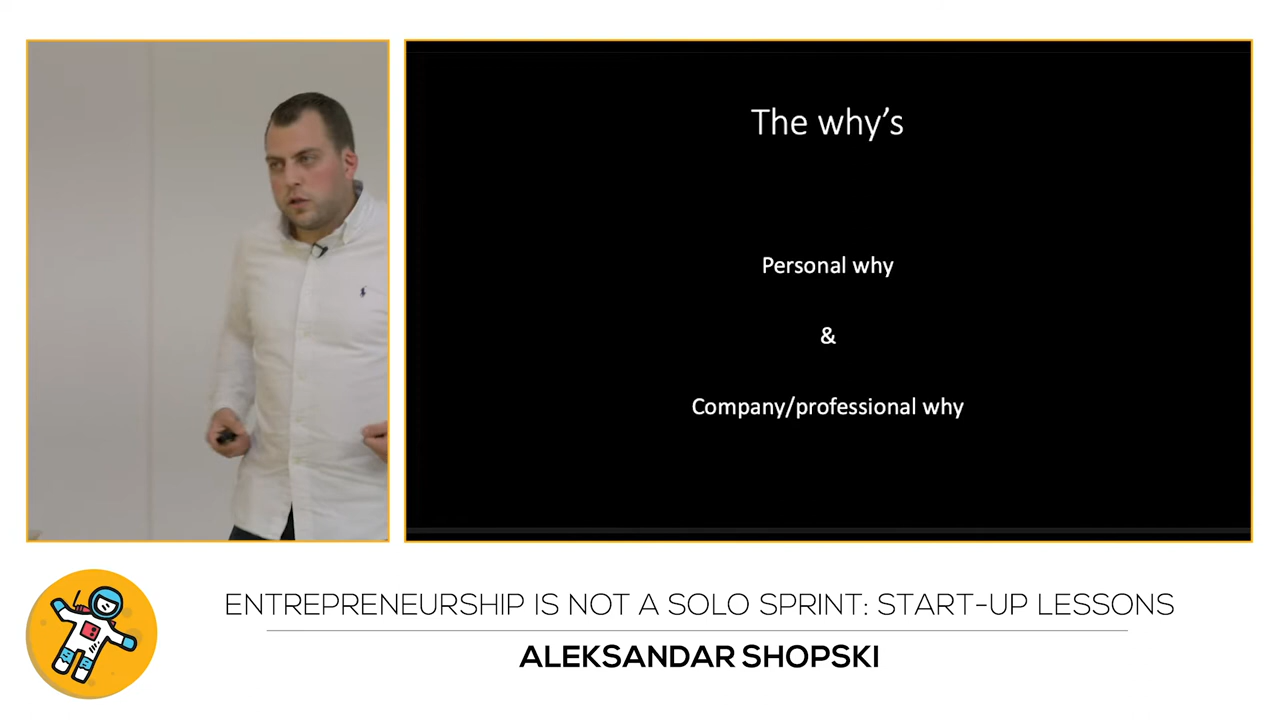 The why's
Personal why
&
Company/professional why
ENTREPRENEURSHIP IS NOT A SOLO SPRINT: START-UP LESSONS
ALEKSANDAR SHOPSKI